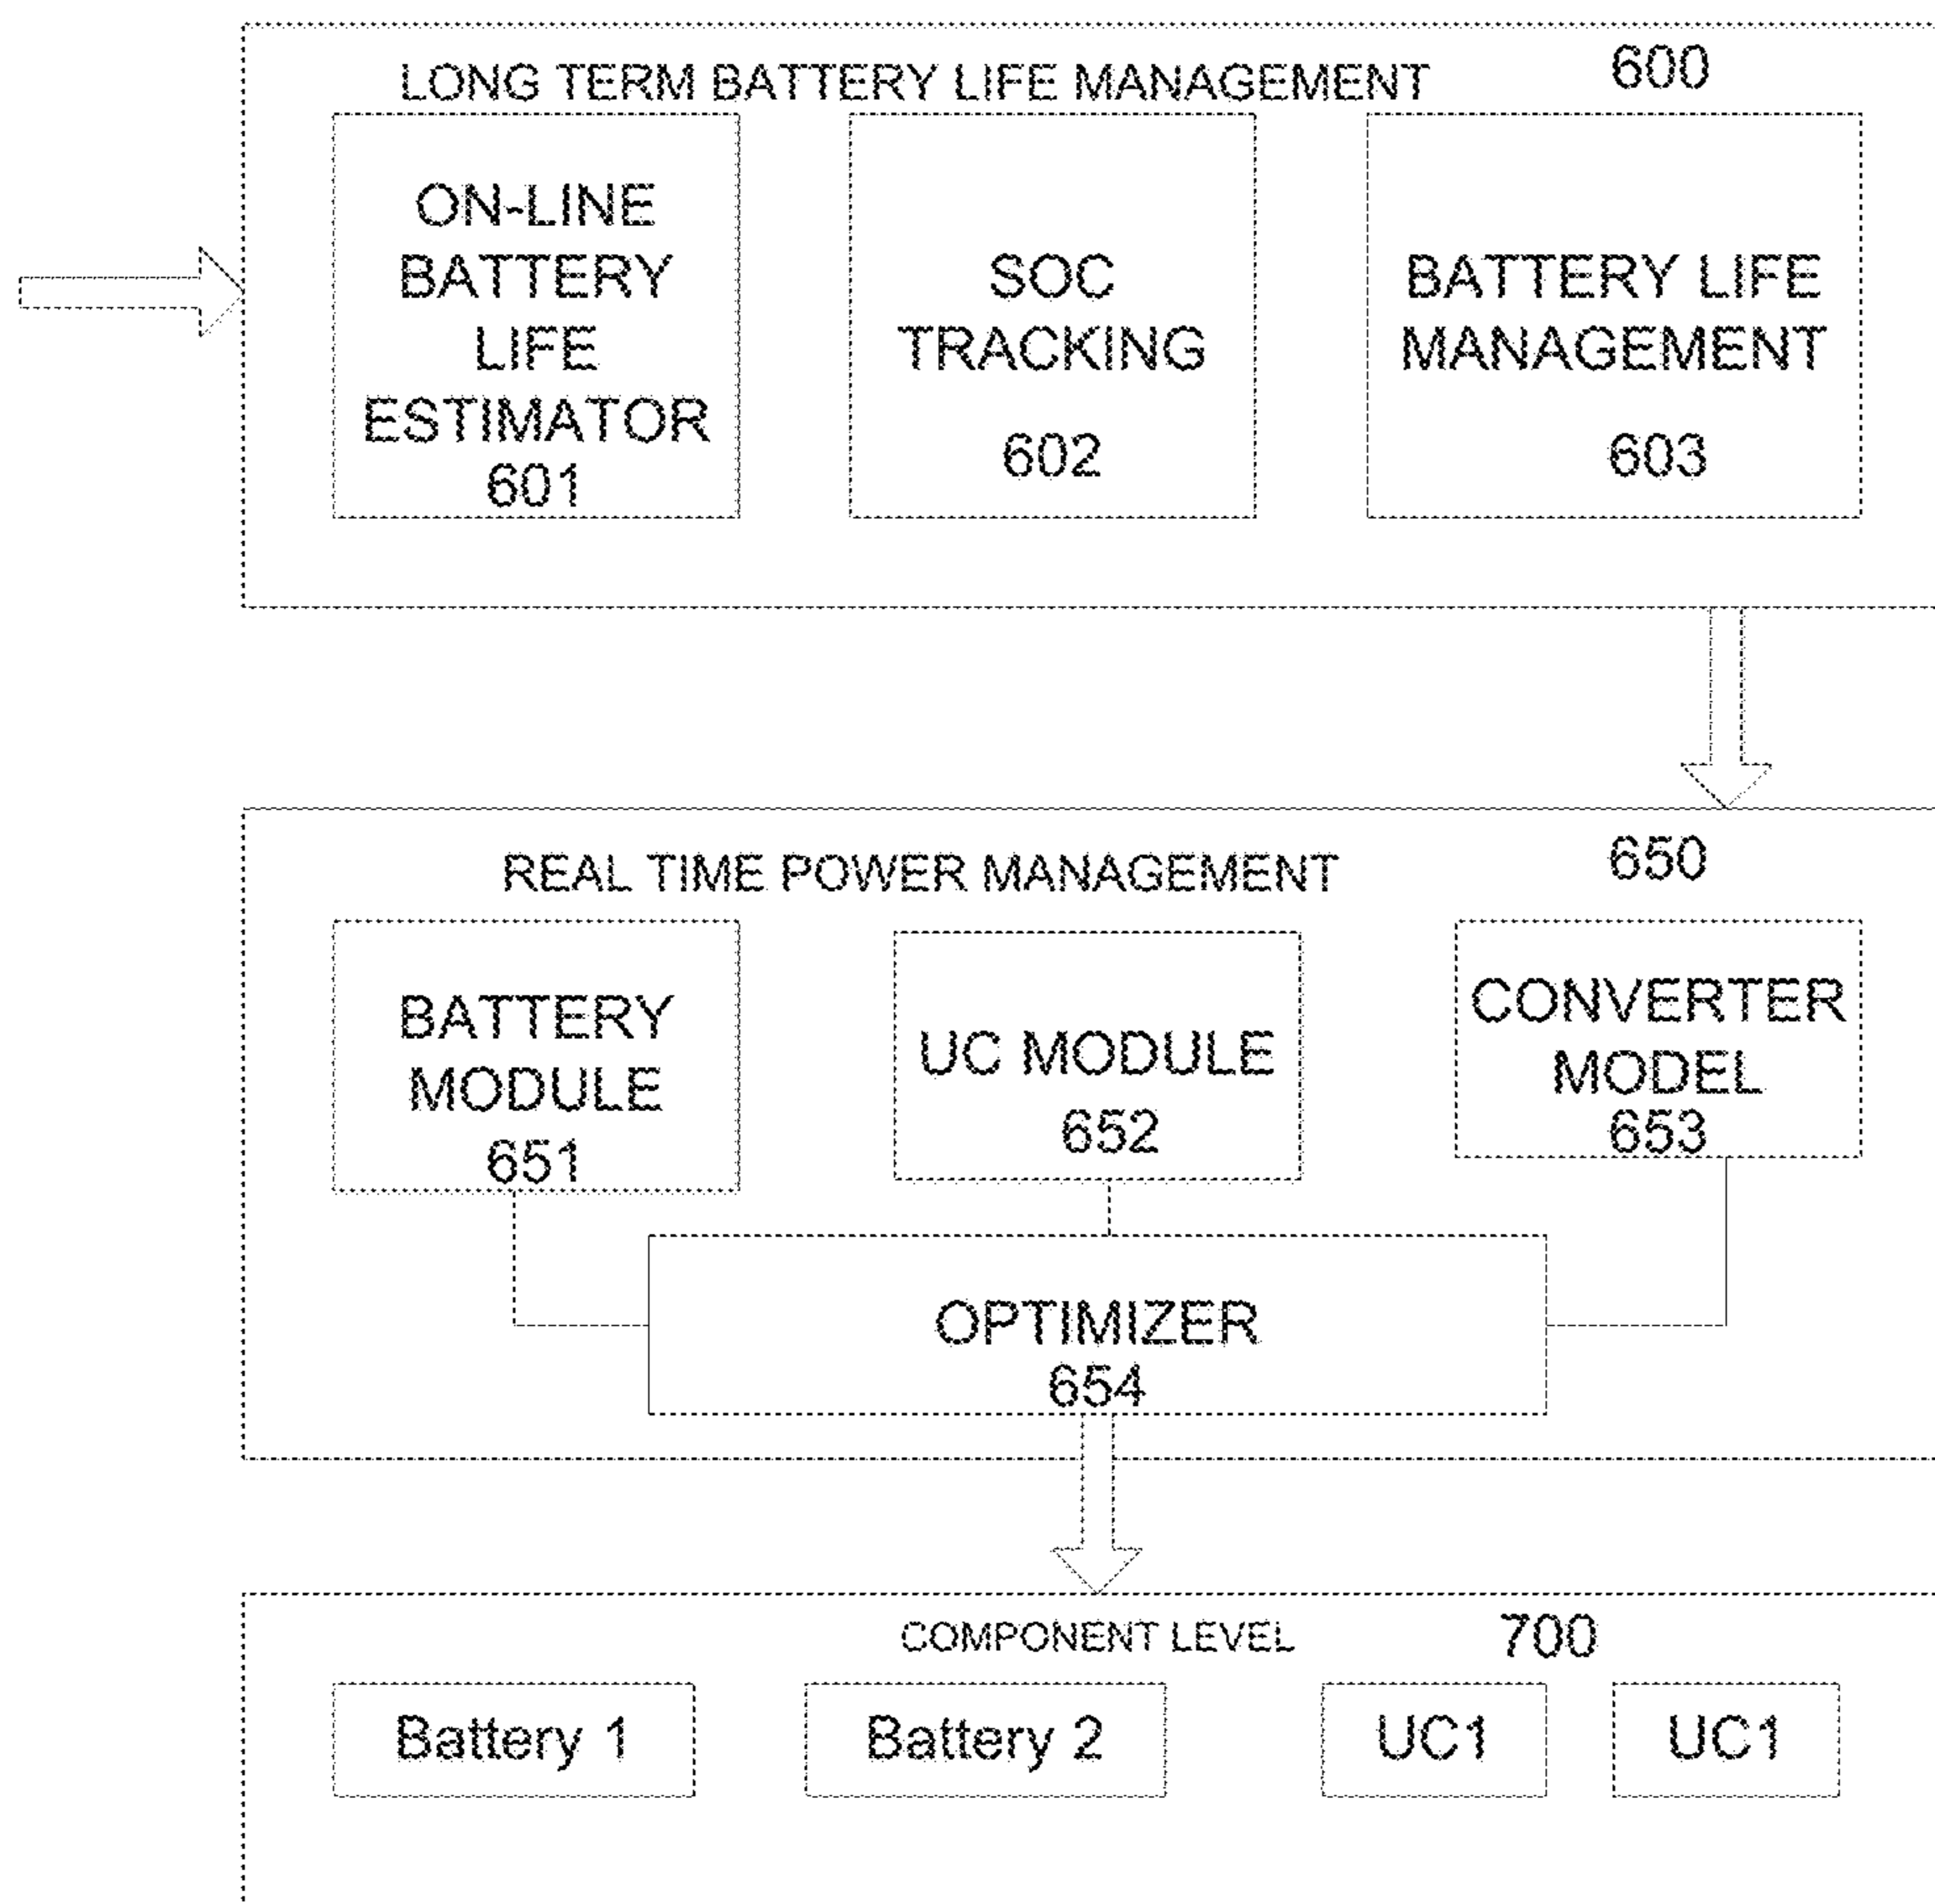 LONG TERM BATTERY LIFE MANAGEMENT 600
ON-LINE
BATTERY
LIFE
ESTIMATOR
601
SOC
TRACKING
602
BATTERY LIFE
MANAGEMENT
603
REAL TIME POWER MANAGEMENT 650
BATTERY
MODULE
651
UC MODULE
652
CONVERTER
MODEL
653
OPTIMIZER
654
COMPONENT LEVEL 700
Battery 1
Battery 2
UC1
UC1